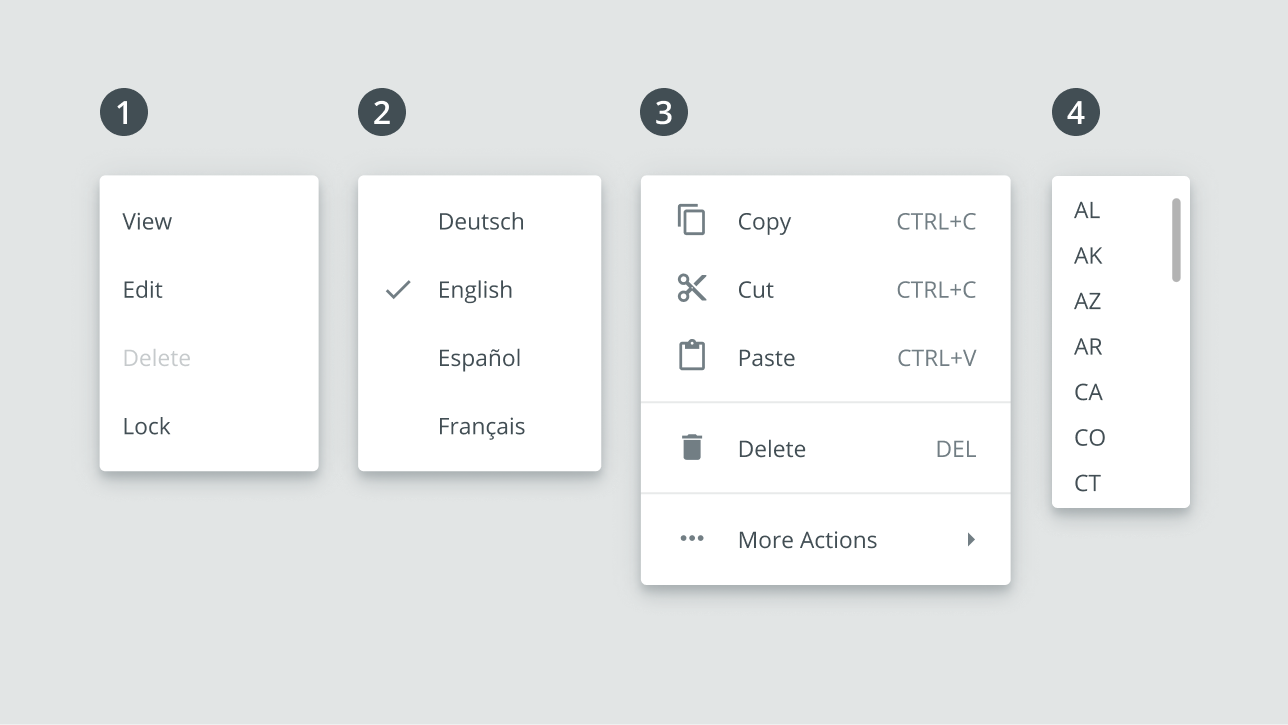 1
View
Edit
Delete
Lock
2
Deutsch
English
Español
Français
3
Copy CTRL+C
Cut CTRL+C
Paste CTRL+V
Delete DEL
More Actions
4
AL
AK
AZ
AR
CA
CO
CT